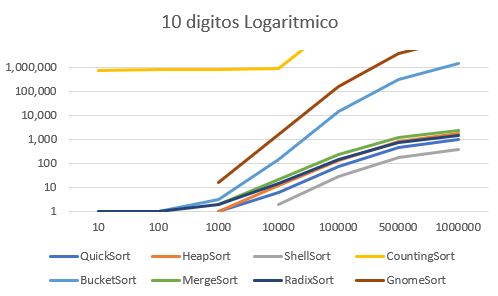 10 digitos Logaritmico
1,000,000
100,000
10,000
1,000
100
10
1
10 100 1000 10000 100000 500000 1000000
QuickSort HeapSort ShellSort CountingSort
BucketSort MergeSort RadixSort GnomeSort